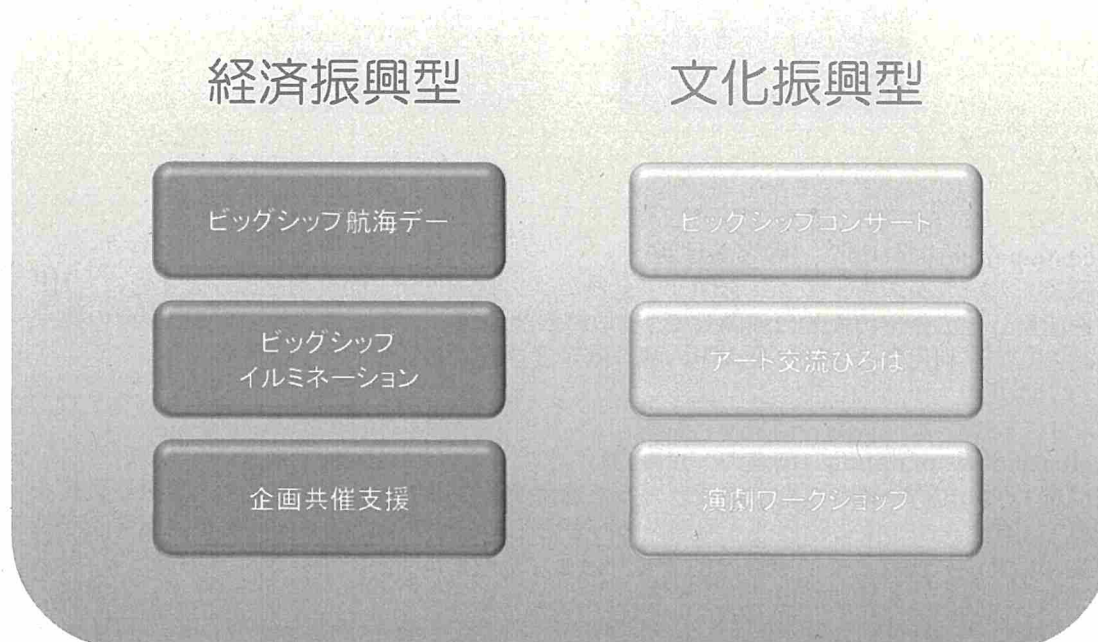 経済振興型
ビッグシップ航海デー
ビッグシップ
イルミネーション
企画共催支援
文化振興型
ビッグシップコンサート
アート交流ひろば
演劇ワークショップ